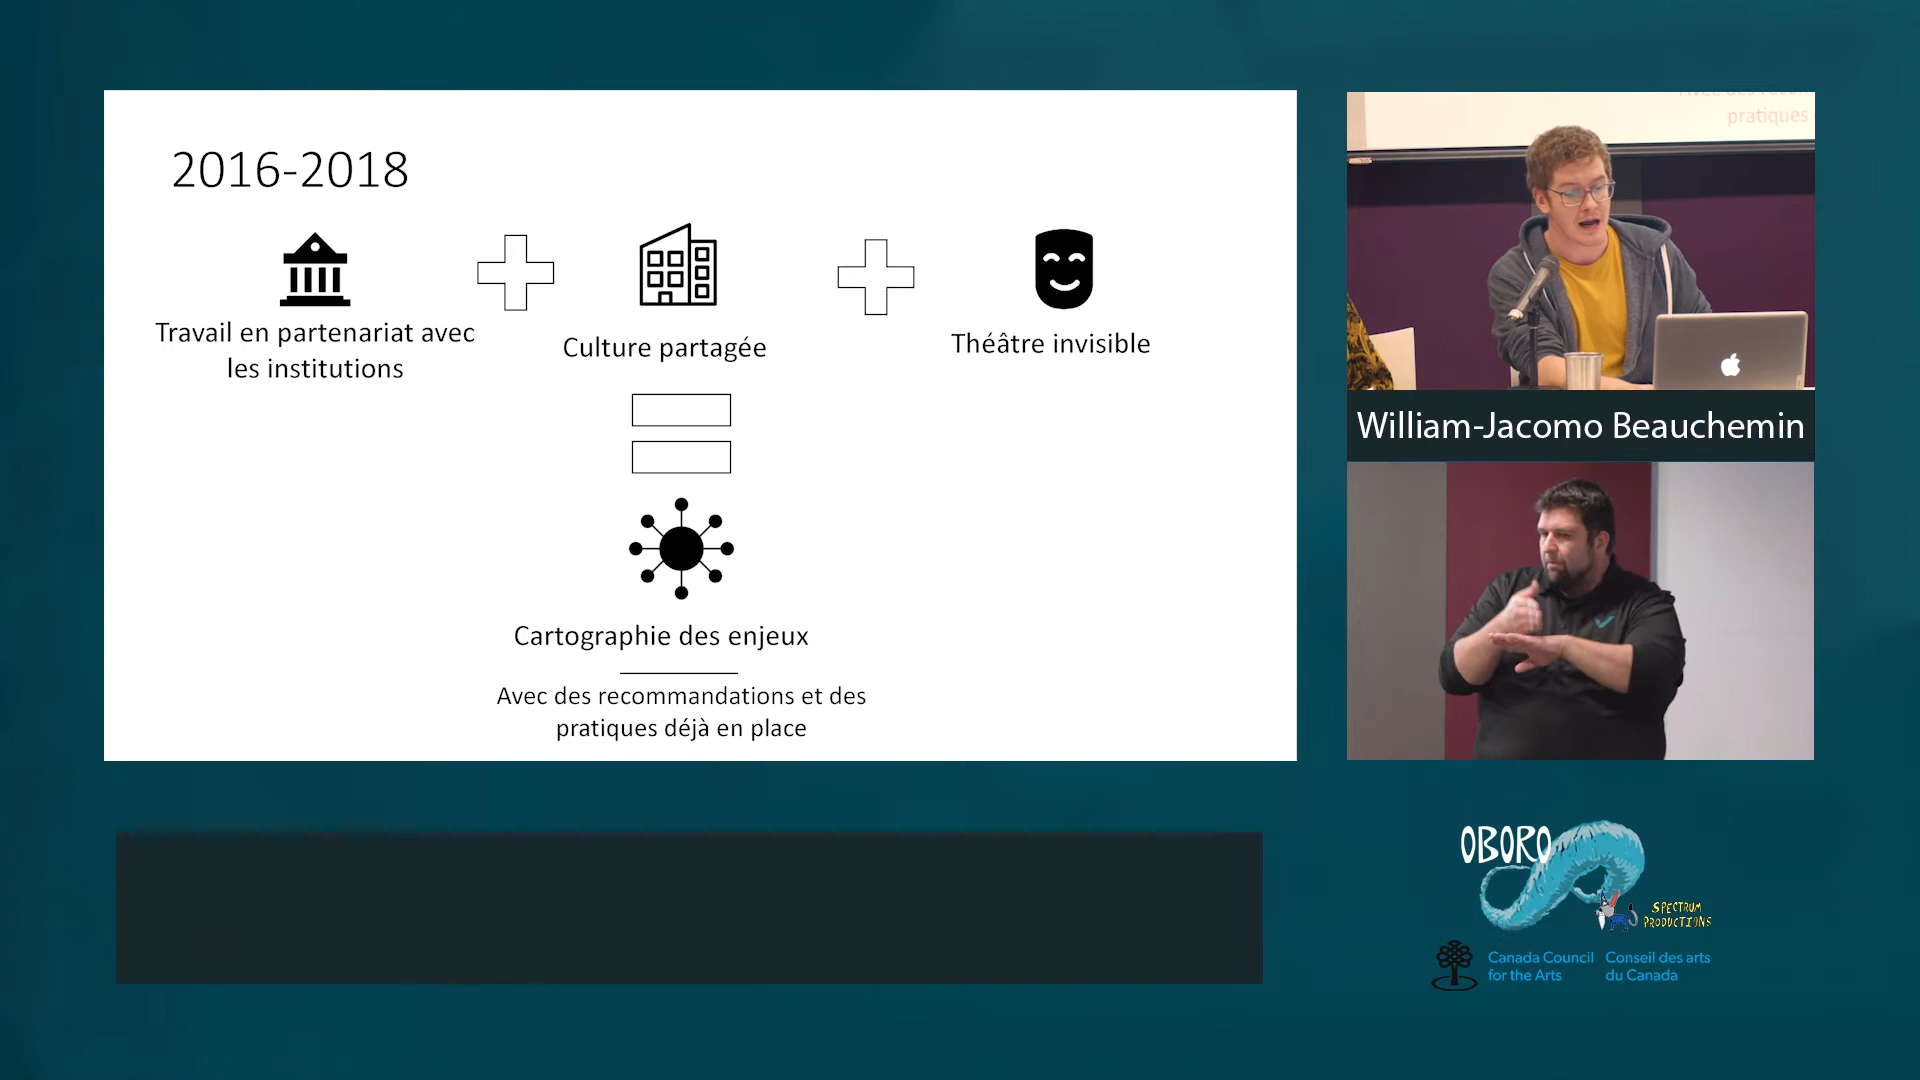 2016-2018
Travail en partenariat avec
les institutions
Culture partagée
Théâtre invisible
Cartographie des enjeux
Avec des recommandations et des
pratiques déjà en place
pratiques
William-Jacomo Beauchemin
OBORO
SPECTRUM
PRODUCTIONS
Canada Council
for the Arts
Conseil des arts
du Canada